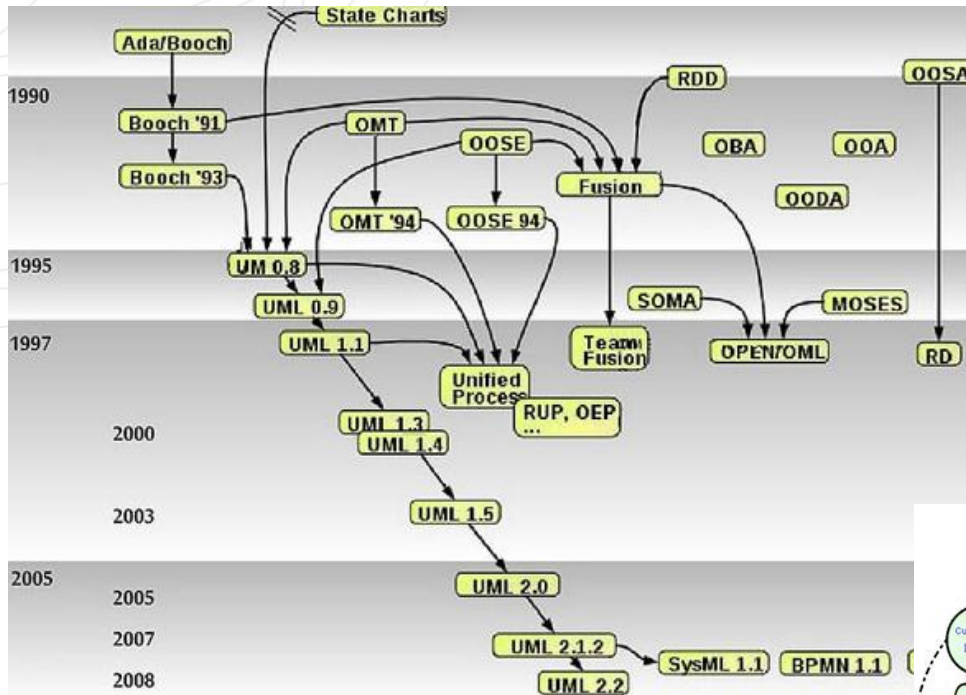 State Charts
Ada/Booch
RDD
OOSA
1990
Booch '91
OMT
OOSE
OBA
OOA
Booch '93
Fusion
OODA
OMT '94
OOSE 94
1995
UM 0.8
UML 0.9
SOMA
MOSES
1997
UML 1.1
Team
Fusion
OPEN/OML
RD
Unified
Process
RUP, OEP
...
UML 1.3
2000
UML 1.4
2003
UML 1.5
2005
UML 2.0
2005
2007
UML 2.1.2
SysML 1.1
BPMN 1.1
2008
UML 2.2